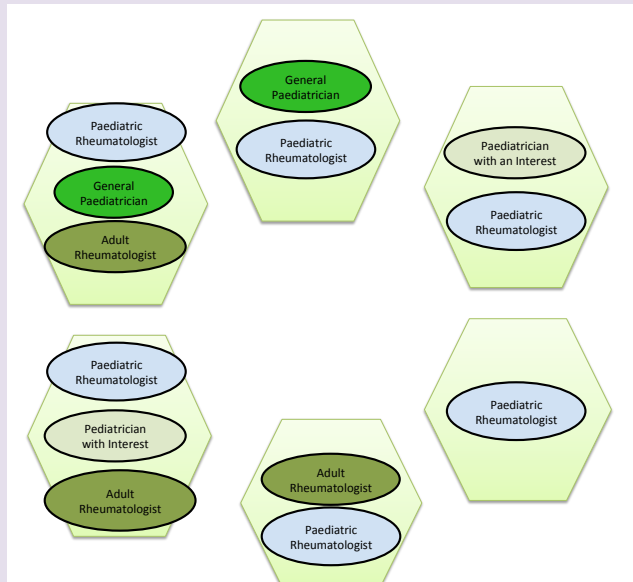 General
Paediatrician
Paediatric
Rheumatologist
Paediatric
Rheumatologist
General
Paediatrician
Adult
Rheumatologist
Paediatrician
with an Interest
Paediatric
Rheumatologist
Paediatric
Rheumatologist
Pediatrician
with Interest
Adult
Rheumatologist
Adult
Rheumatologist
Paediatric
Rheumatologist
Paediatric
Rheumatologist